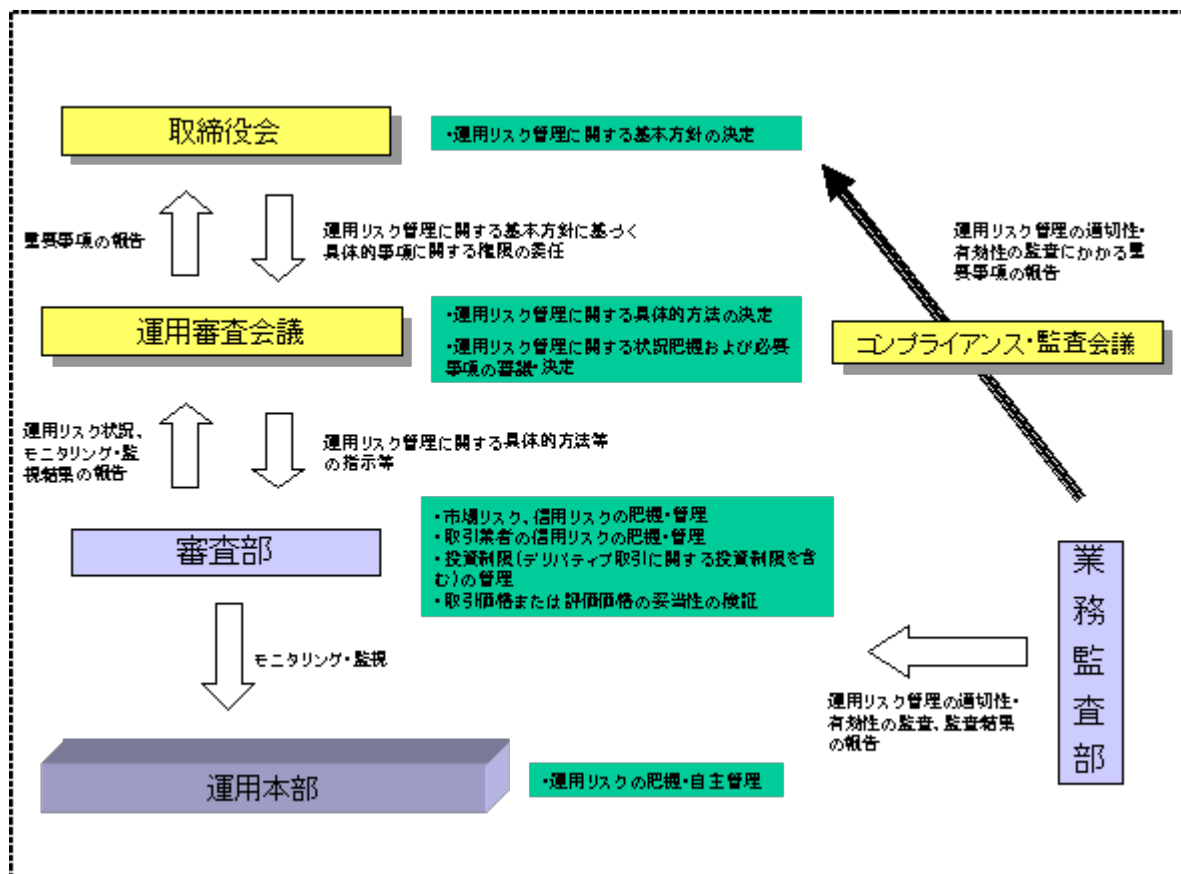 取締役会
・運用リスク管理に関する基本方針の決定
重要事項の報告
運用リスク管理に関する基本方針に基づく
具体的事項に関する権限の委任
運用リスク管理の適切性・
有効性の監査にかかる重
要事項の報告
運用審査会議
・運用リスク管理に関する具体的方法の決定
・運用リスク管理に関する状況把握および必要
事項の審議・決定
コンプライアンス・監査会議
運用リスク状況、
モニタリング・監
視結果の報告
運用リスク管理に関する具体的方法等
の指示等
審査部
・市場リスク、信用リスクの把握・管理
・取引業者の信用リスクの把握・管理
・投資制限(デリバティブ取引に関する投資制限を含
む)の管理
・取引価格または評価価格の妥当性の検証
業務監査部
モニタリング・監視
運用リスク管理の適切性・
有効性の監査、監査結果
の報告
運用本部
・運用リスクの把握・自主管理